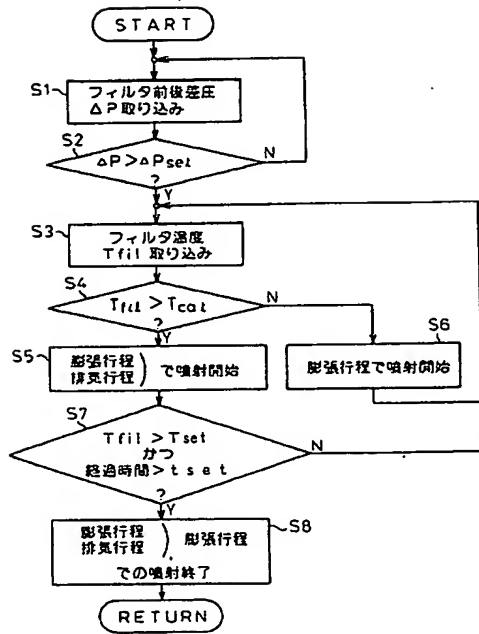 START
S1
フィルタ前後差圧
ΔP取り込み
S2
ΔP>ΔPset
?
N
Y
S3
フィルタ温度
Tfil 取り込み
S4
Tfil>Tcat
?
N
Y
S5
膨張行程
排気行程 ) で噴射開始
S6
膨張行程で噴射開始
S7
Tfil>Tset
かつ
経過時間>tset
?
N
Y
S8
膨張行程
排気行程 ) 膨張行程
での噴射終了
RETURN